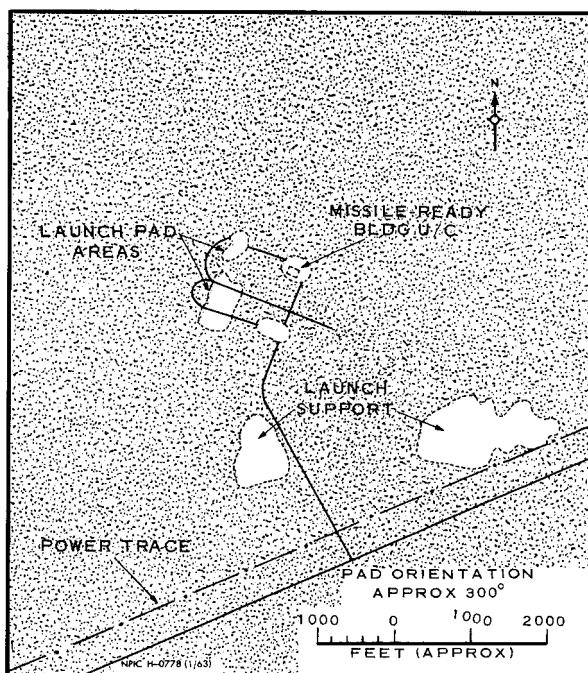 N
MISSILE-READY
BLDG U/C
LAUNCH PAD
AREAS
LAUNCH
SUPPORT
POWER TRACE
PAD ORIENTATION
APPROX 300°
1000 0 1000 2000
FEET (APPROX)
NPIC H-0778 (1/63)